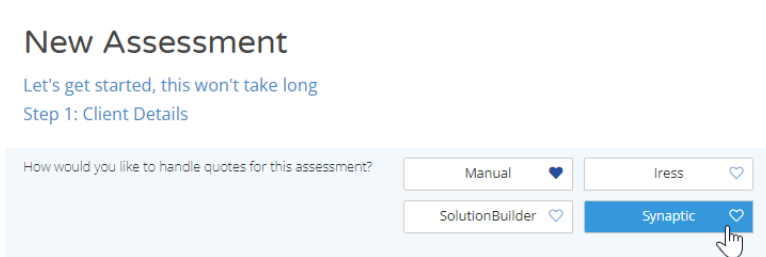 New Assessment
Let's get started, this won't take long
Step 1: Client Details
How would you like to handle quotes for this assessment?
Manual
Iress
SolutionBuilder
Synaptic